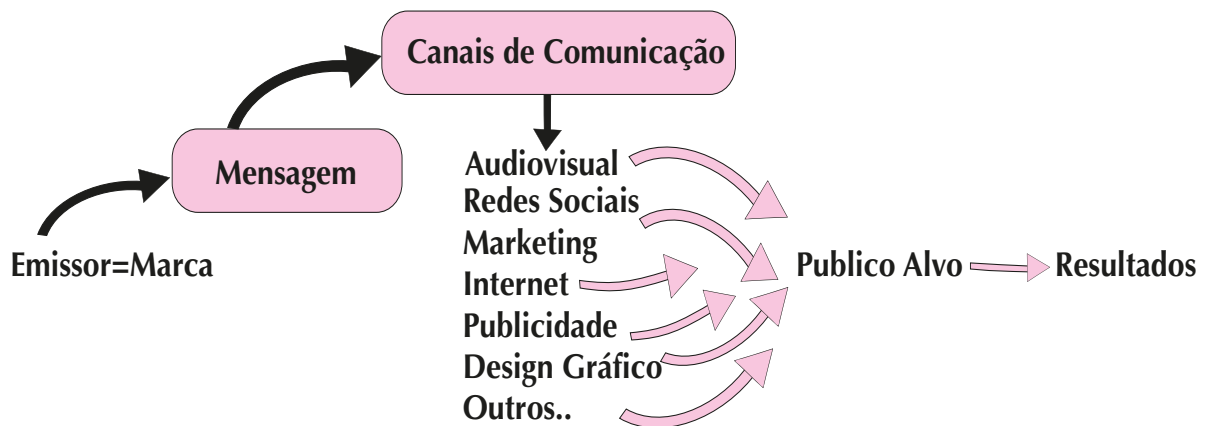 Canais de Comunicação
Mensagem
Emissor=Marca
Audiovisual
Redes Sociais
Marketing
Internet
Publicidade
Design Gráfico
Outros..
Publico Alvo
Resultados